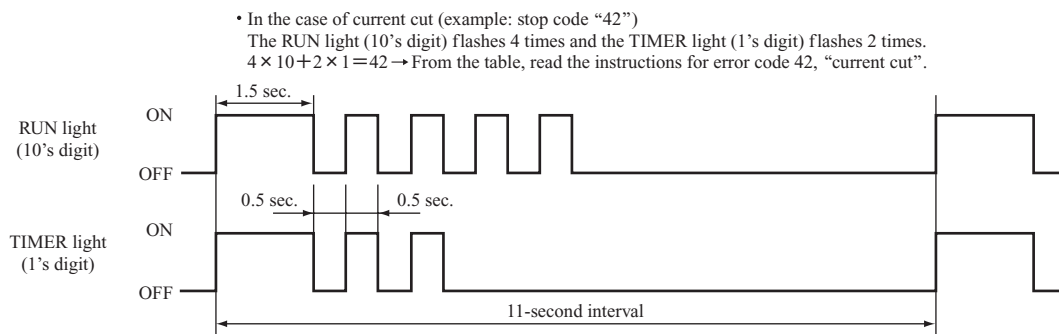 • In the case of current cut (example: stop code “42”)
The RUN light (10’s digit) flashes 4 times and the TIMER light (1’s digit) flashes 2 times.
4 × 10＋2 × 1＝42 → From the table, read the instructions for error code 42, “current cut”.
1.5 sec.
RUN light
(10’s digit)
ON
OFF
0.5 sec.
0.5 sec.
TIMER light
(1’s digit)
ON
OFF
11-second interval